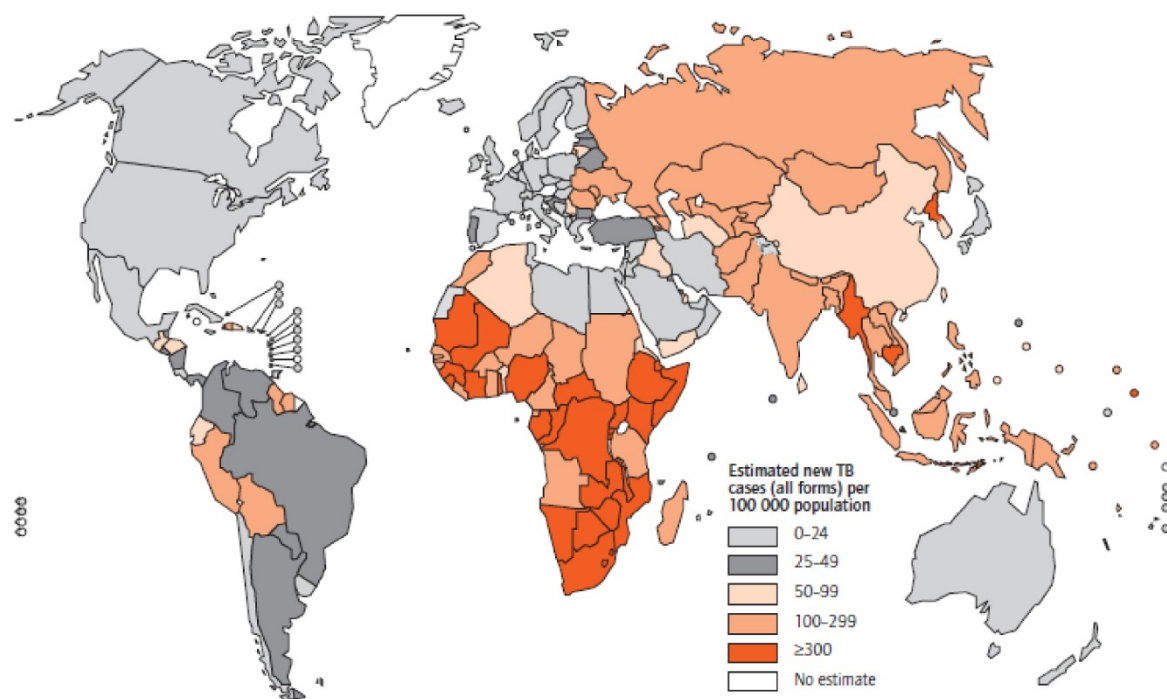 Estimated new TB
cases (all forms) per
100 000 population
0–24
25–49
50–99
100–299
≥300
No estimate